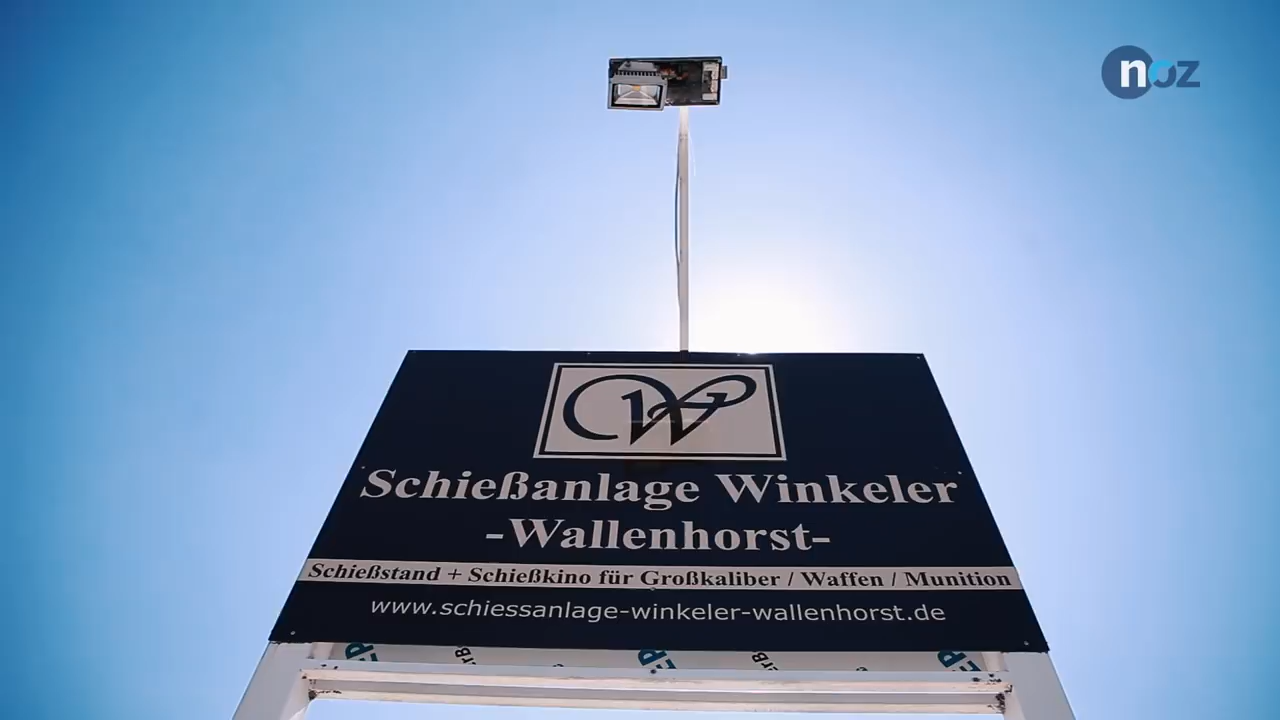 noz
W
Schießanlage Winkeler
-Wallenhorst-
Schießstand + Schießkino für Großkaliber / Waffen / Munition
www.schiessanlage-winkeler-wallenhorst.de